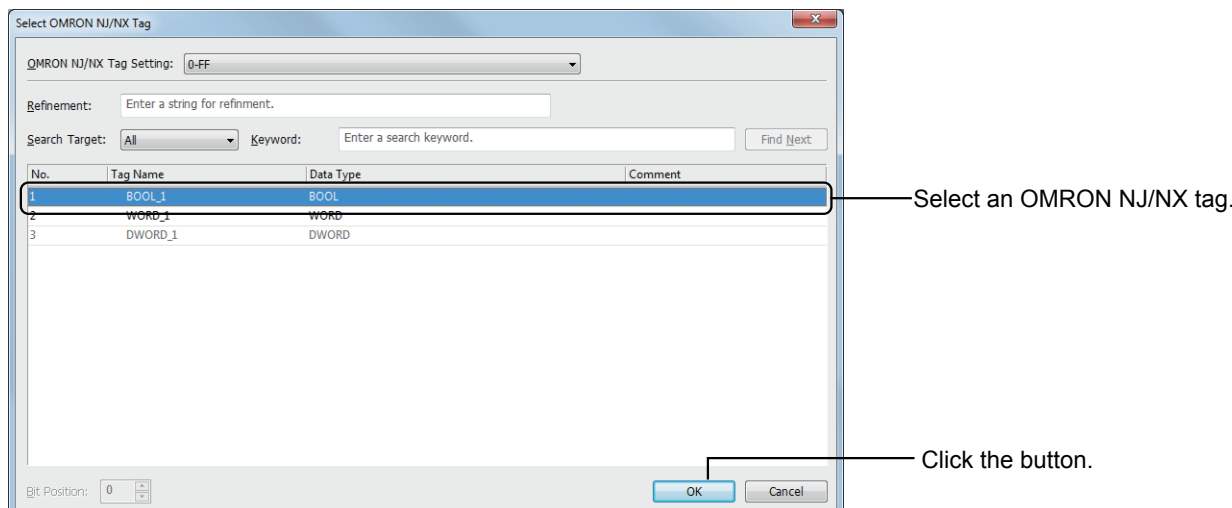 Select OMRON NJ/NX Tag
OMRON NJ/NX Tag Setting: 0-FF
Refinement: Enter a string for refinment.
Search Target: All Keyword: Enter a search keyword. Find Next
No. Tag Name Data Type Comment
1 BOOL_1 BOOL
Select an OMRON NJ/NX tag.
2 WORD_1 WORD
3 DWORD_1 DWORD
Click the button.
Bit Position: 0 OK Cancel